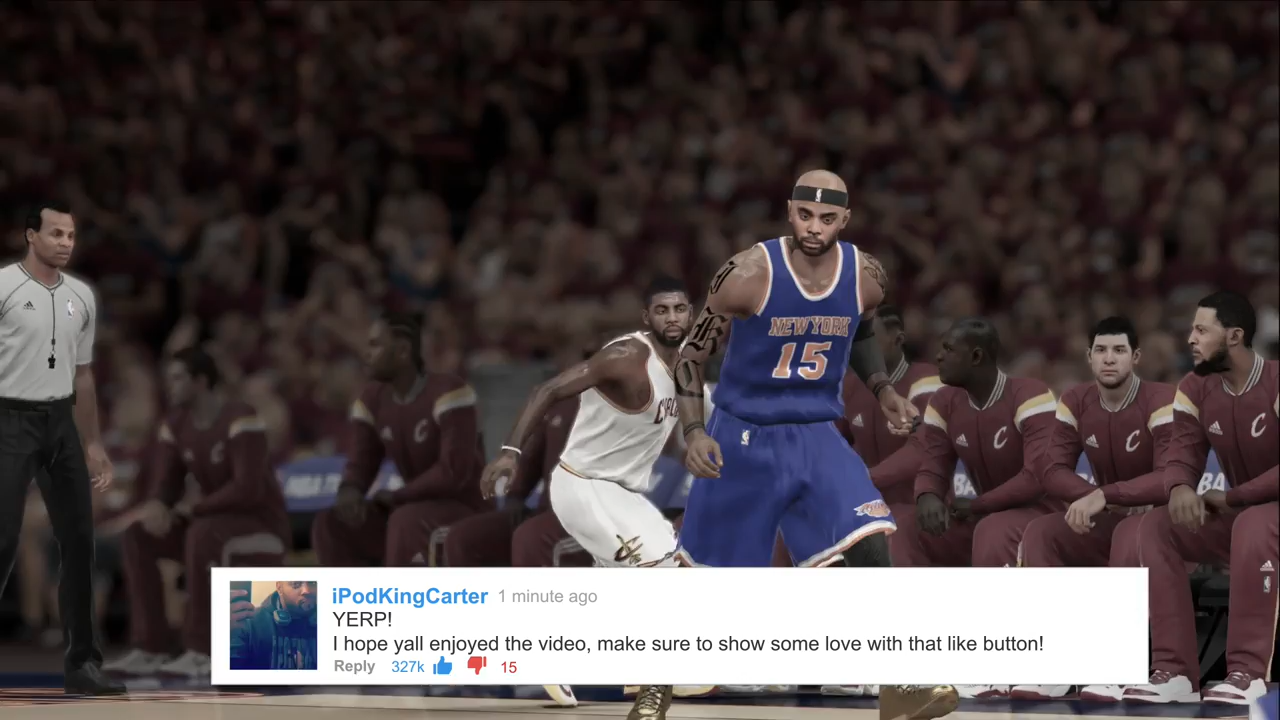 NEW YORK
15
C
C
C
iPodKingCarter 1 minute ago
YERP!
I hope yall enjoyed the video, make sure to show some love with that like button!
Reply 327k 15